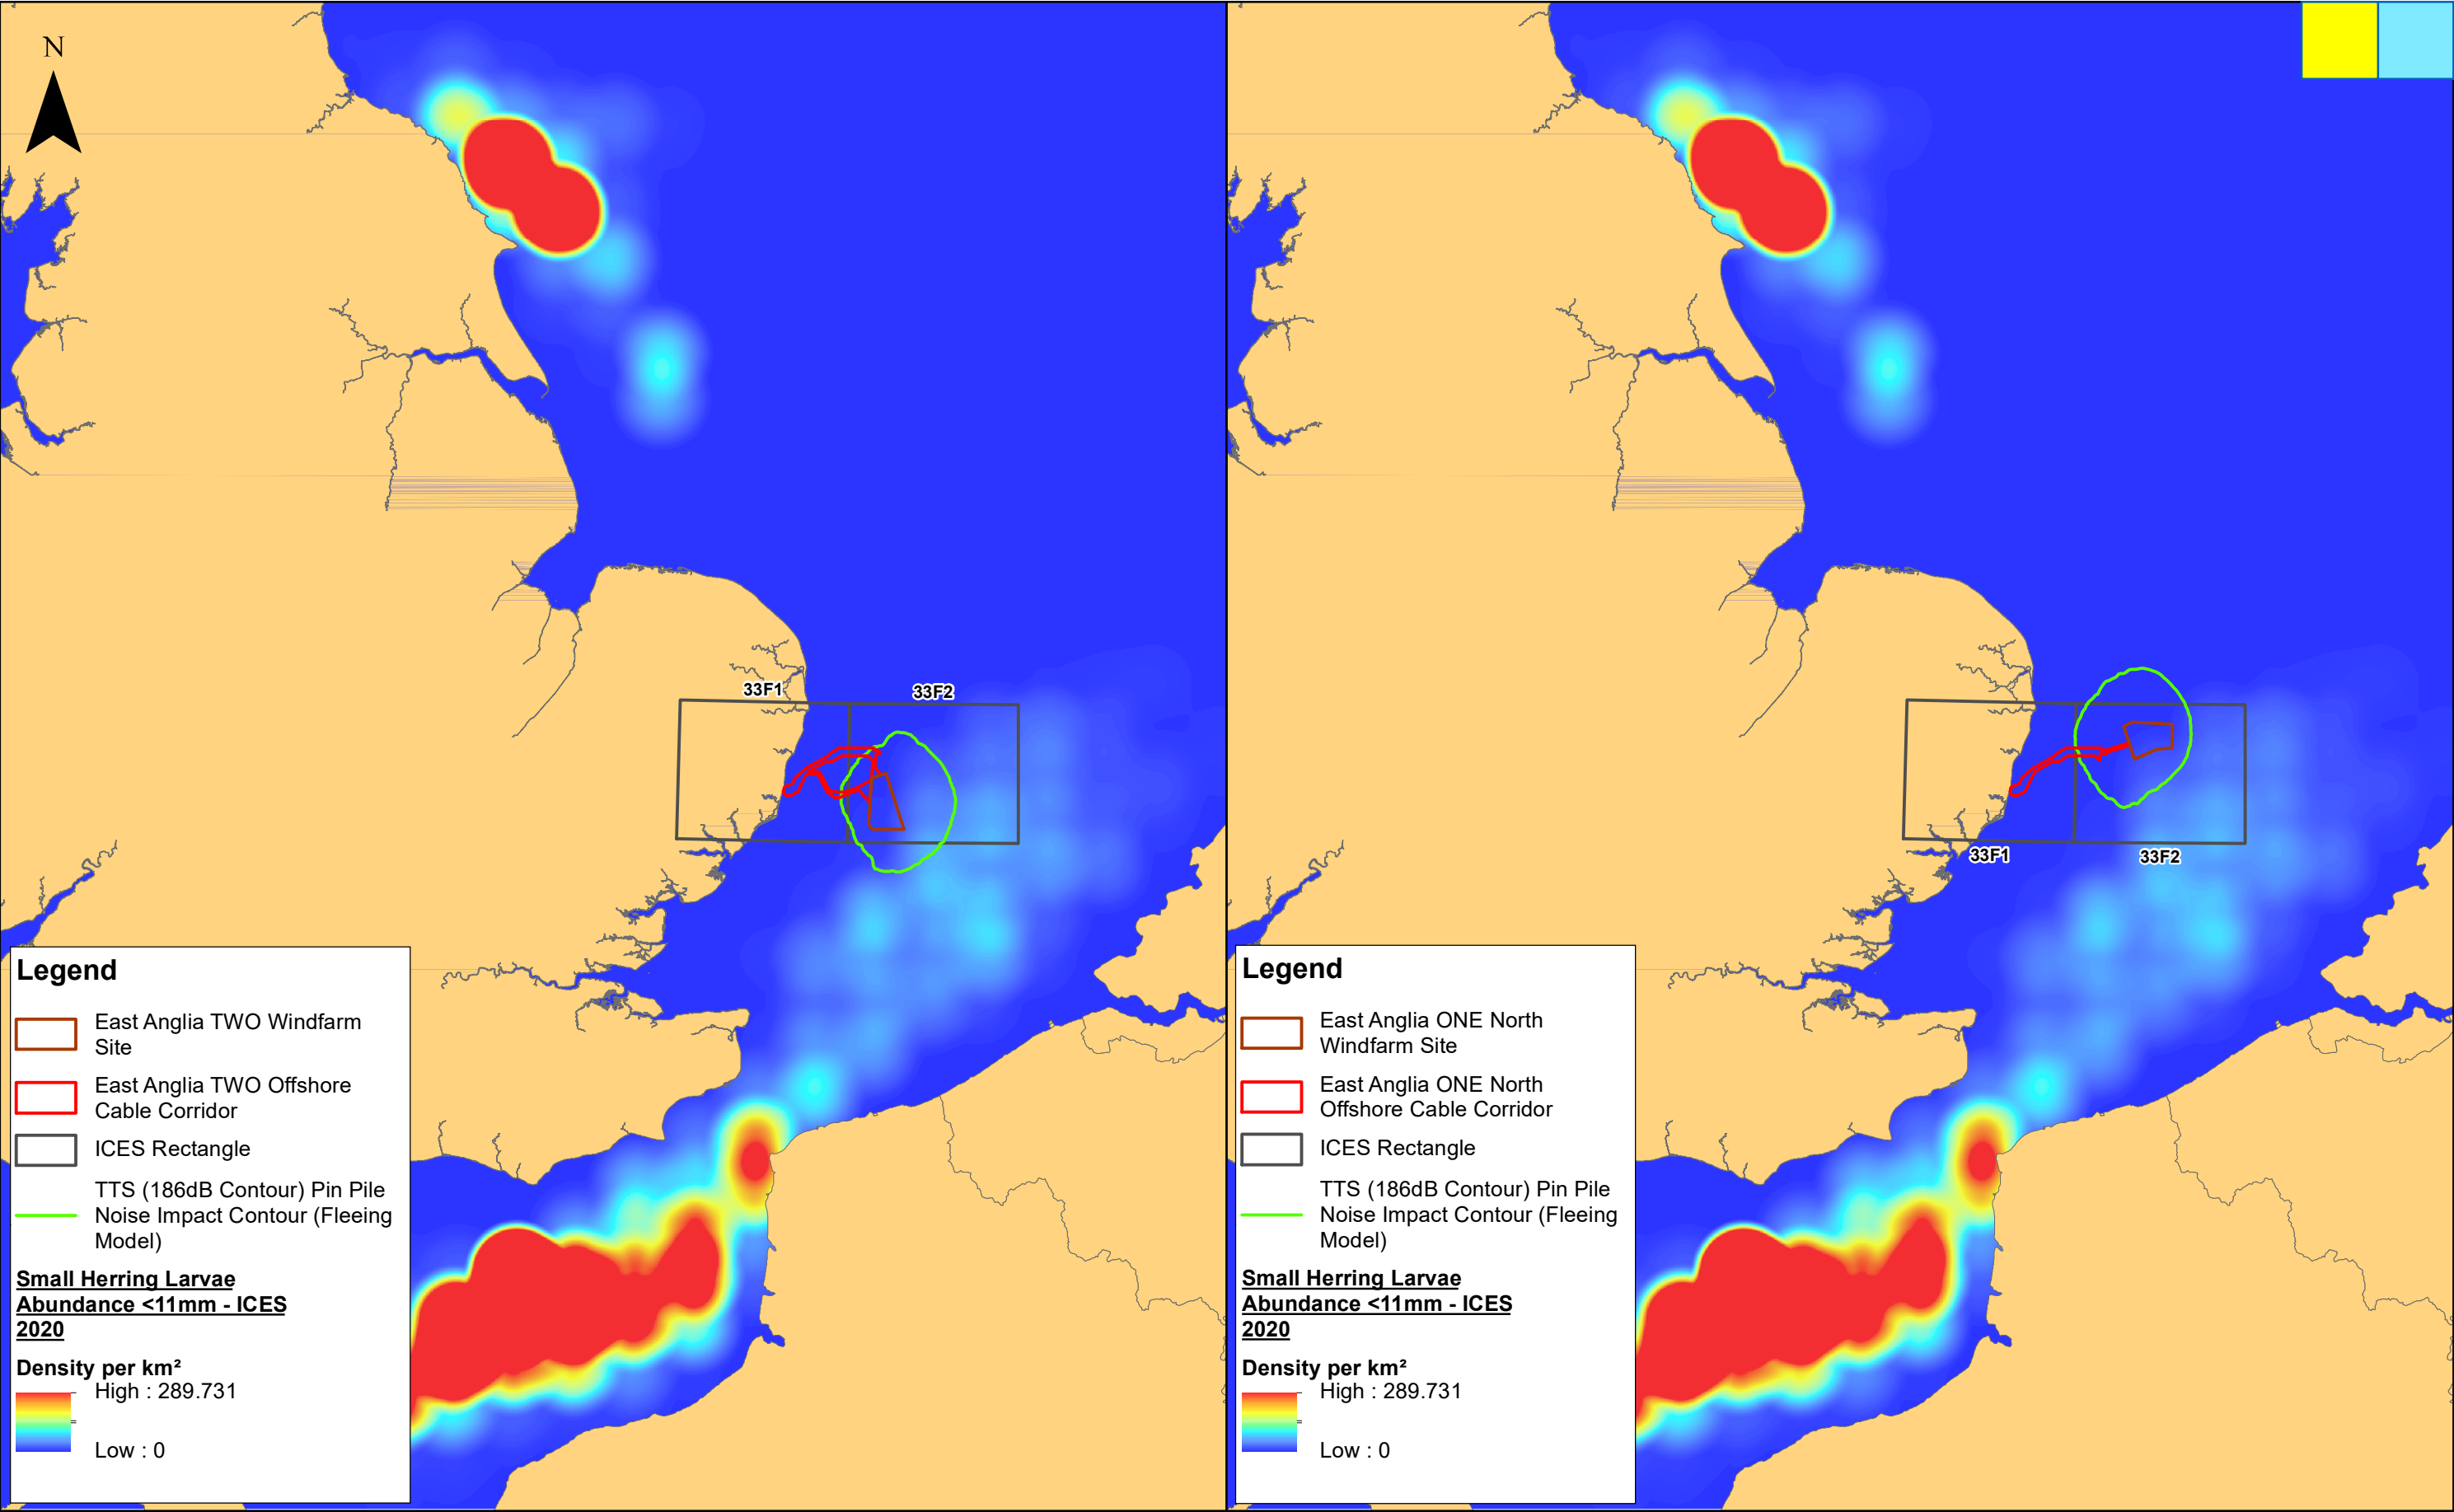 N
33F1
33F2
Legend
East Anglia TWO Windfarm
Site
East Anglia TWO Offshore
Cable Corridor
ICES Rectangle
TTS (186dB Contour) Pin Pile
Noise Impact Contour (Fleeing
Model)
Small Herring Larvae
Abundance <11mm - ICES
2020
Density per km²
High : 289.731
Low : 0
33F1
33F2
Legend
East Anglia ONE North
Windfarm Site
East Anglia ONE North
Offshore Cable Corridor
ICES Rectangle
TTS (186dB Contour) Pin Pile
Noise Impact Contour (Fleeing
Model)
Small Herring Larvae
Abundance <11mm - ICES
2020
Density per km²
High : 289.731
Low : 0